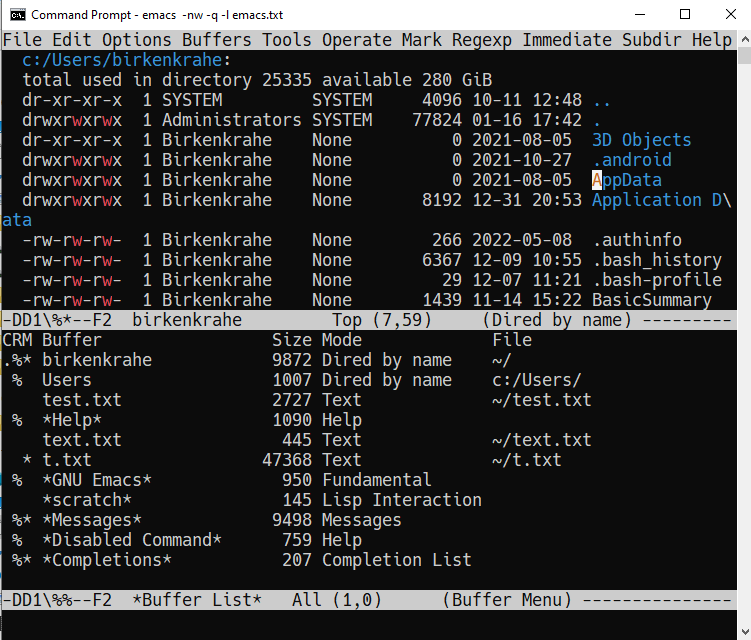 Command Prompt - emacs -nw -q -l emacs.txt
File Edit Options Buffers Tools Operate Mark Regexp Immediate Subdir Help
  c:/Users/birkenkrahe:
  total used in directory 25335 available 280 GiB
  dr-xr-xr-x  1 SYSTEM         SYSTEM     4096 10-11 12:48 ..
  drwxrwxrwx  1 Administrators SYSTEM    77824 01-16 17:42 .
  dr-xr-xr-x  1 Birkenkrahe    None          0 2021-08-05  3D Objects
  drwxrwxrwx  1 Birkenkrahe    None          0 2021-10-27  .android
  drwxrwxrwx  1 Birkenkrahe    None          0 2021-08-05  AppData
  drwxrwxrwx  1 Birkenkrahe    None       8192 12-31 20:53 Application D\
ata
  -rw-rw-rw-  1 Birkenkrahe    None        266 2022-05-08  .authinfo
  -rw-rw-rw-  1 Birkenkrahe    None       6367 12-09 10:55 .bash_history
  -rw-rw-rw-  1 Birkenkrahe    None         29 12-07 11:21 .bash-profile
  -rw-rw-rw-  1 Birkenkrahe    None       1439 11-14 15:22 BasicSummary
-DD1\%*--F2  birkenkrahe         Top (7,59)     (Dired by name) ---------
CRM Buffer                 Size Mode             File
.%* birkenkrahe            9872 Dired by name    ~/
 %  Users                  1007 Dired by name    c:/Users/
    test.txt               2727 Text             ~/test.txt
 %  *Help*                 1090 Help
    text.txt                445 Text             ~/text.txt
  * t.txt                 47368 Text             ~/t.txt
 %  *GNU Emacs*             950 Fundamental
    *scratch*               145 Lisp Interaction
 %* *Messages*             9498 Messages
 %  *Disabled Command*      759 Help
 %* *Completions*           207 Completion List
-DD1\%%--F2  *Buffer List*   All (1,0)      (Buffer Menu) ---------------